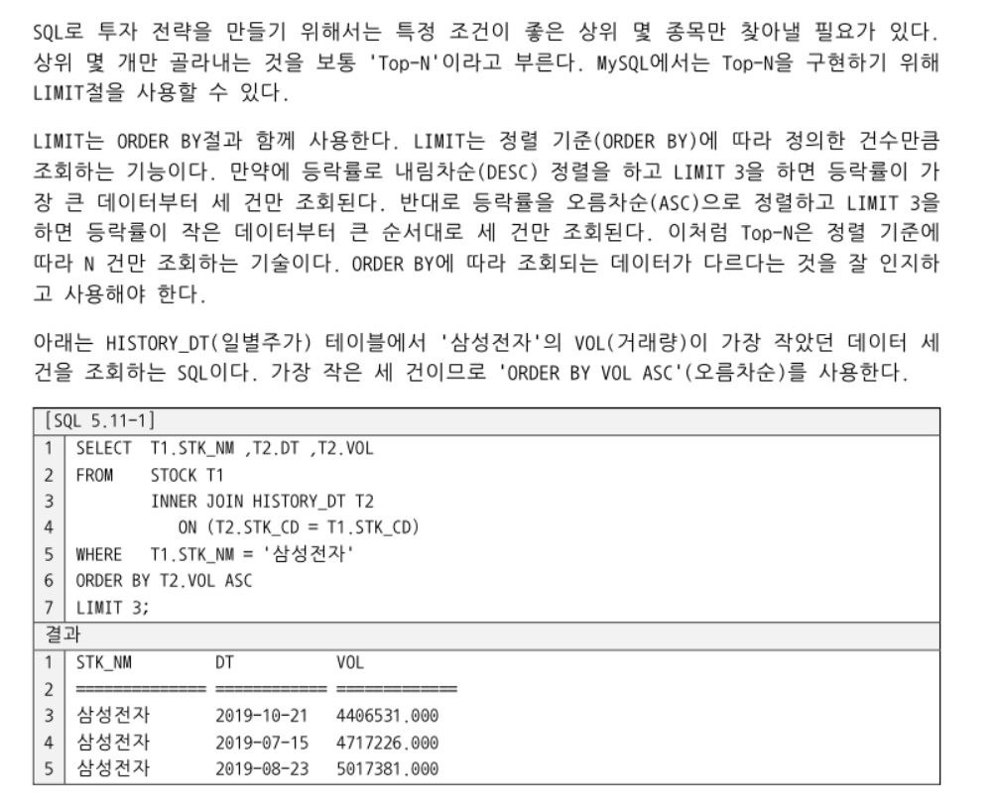 SQL로 투자 전략을 만들기 위해서는 특정 조건이 좋은 상위 몇 종목만 찾아낼 필요가 있다.
상위 몇 개만 골라내는 것을 보통 'Top-N'이라고 부른다. MySQL에서는 Top-N을 구현하기 위해
LIMIT절을 사용할 수 있다.
LIMIT는 ORDER BY절과 함께 사용한다. LIMIT는 정렬 기준(ORDER BY)에 따라 정의한 건수만큼
조회하는 기능이다. 만약에 등락률로 내림차순(DESC) 정렬을 하고 LIMIT 3을 하면 등락률이 가
장 큰 데이터부터 세 건만 조회된다. 반대로 등락률을 오름차순(ASC)으로 정렬하고 LIMIT 3을
하면 등락률이 작은 데이터부터 큰 순서대로 세 건만 조회된다. 이처럼 Top-N은 정렬 기준에
따라 N 건만 조회하는 기술이다. ORDER BY에 따라 조회되는 데이터가 다르다는 것을 잘 인지하
고 사용해야 한다.
아래는 HISTORY_DT(일별주가) 테이블에서 '삼성전자'의 VOL(거래량)이 가장 작았던 데이터 세
건을 조회하는 SQL이다. 가장 작은 세 건이므로 'ORDER BY VOL ASC'(오름차순)를 사용한다.
[SQL 5.11-1]
1 SELECT T1.STK_NM ,T2.DT ,T2.VOL
2 FROM STOCK T1
3 INNER JOIN HISTORY_DT T2
4 ON (T2.STK_CD = T1.STK_CD)
5 WHERE T1.STK_NM = '삼성전자'
6 ORDER BY T2.VOL ASC
7 LIMIT 3;
결과
1 STK_NM DT VOL
2 ============== ============ =============
3 삼성전자 2019-10-21 4406531.000
4 삼성전자 2019-07-15 4717226.000
5 삼성전자 2019-08-23 5017381.000